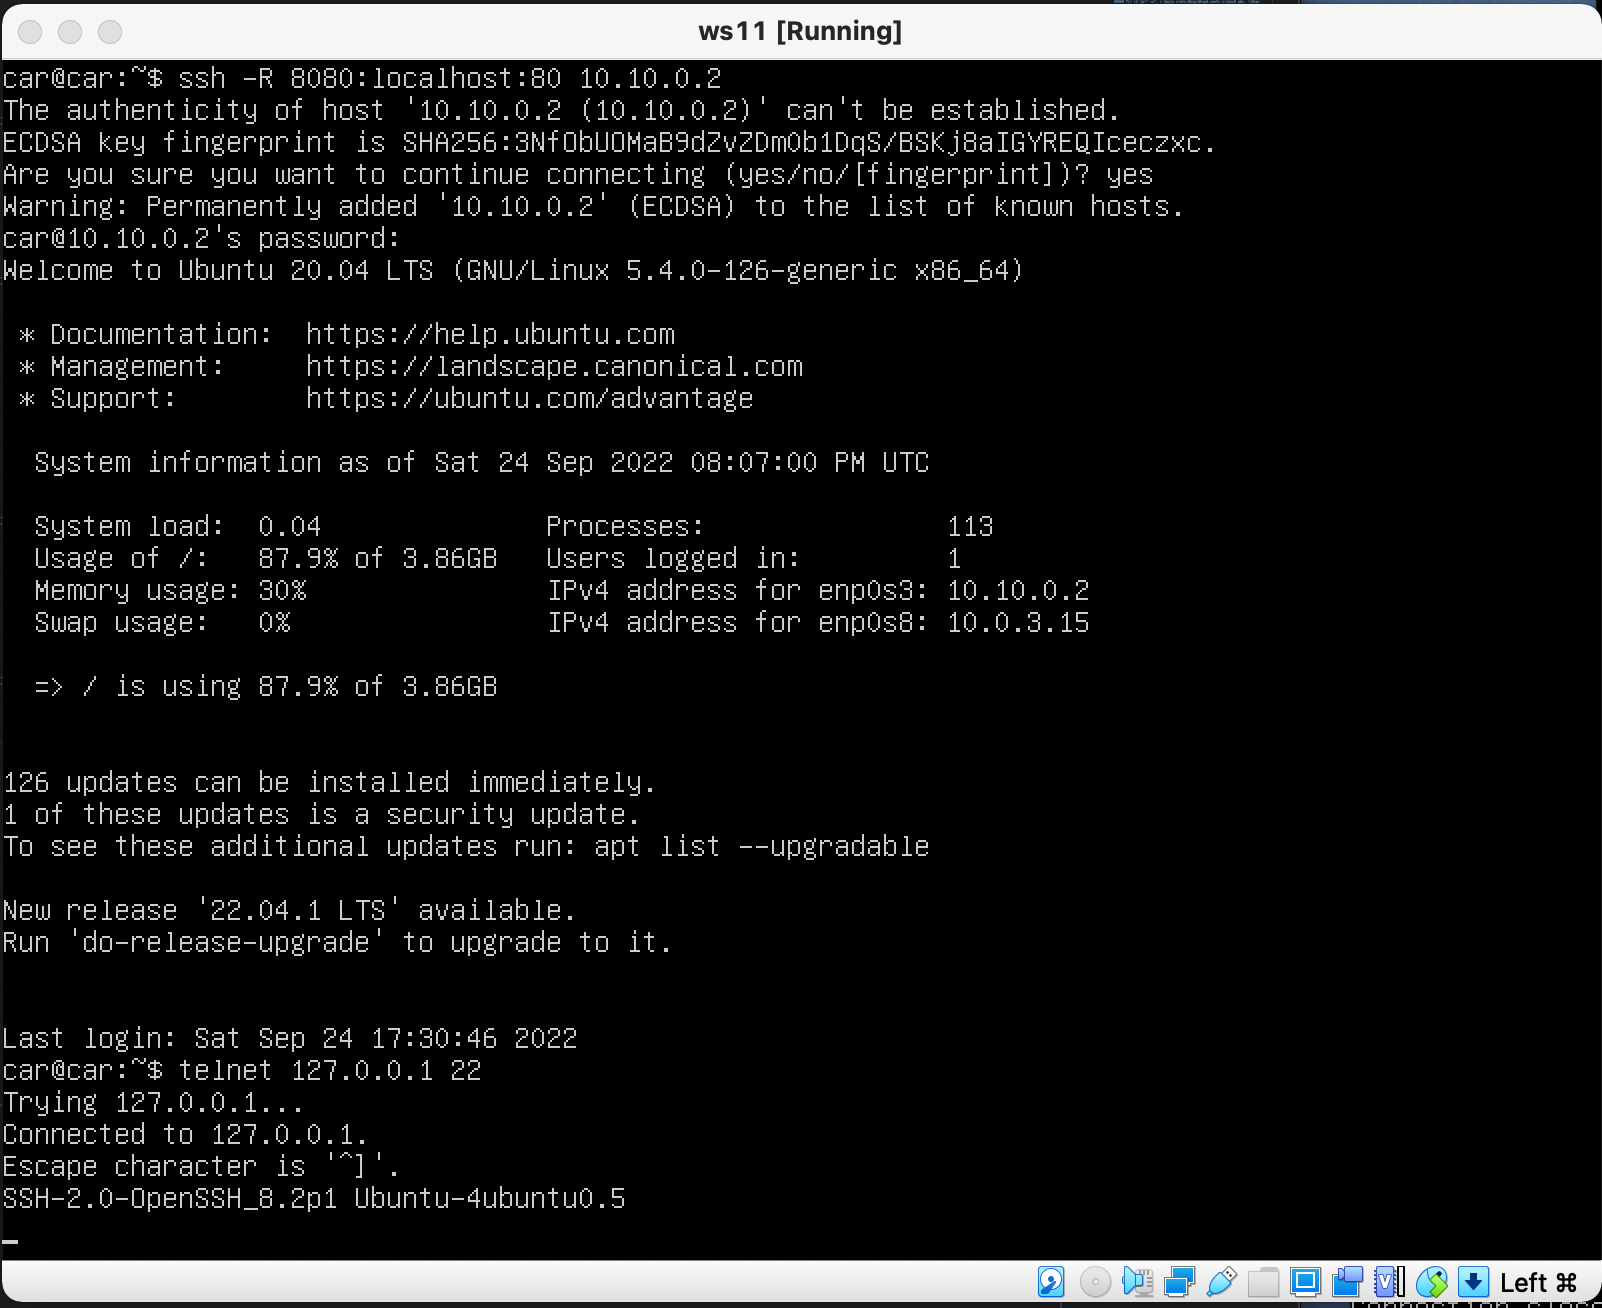 ws11 [Running]
car@car:~$ ssh -R 8080:localhost:80 10.10.0.2
The authenticity of host '10.10.0.2 (10.10.0.2)' can't be established.
ECDSA key fingerprint is SHA256:3NfObUOMaB9dZvZDmOb1DqS/BSKj8aIGYREQIceczxc.
Are you sure you want to continue connecting (yes/no/[fingerprint])? yes
Warning: Permanently added '10.10.0.2' (ECDSA) to the list of known hosts.
car@10.10.0.2's password:
Welcome to Ubuntu 20.04 LTS (GNU/Linux 5.4.0-126-generic x86_64)
* Documentation:  https://help.ubuntu.com
* Management:     https://landscape.canonical.com
* Support:        https://ubuntu.com/advantage
System information as of Sat 24 Sep 2022 08:07:00 PM UTC
System load:  0.04              Processes:               113
Usage of /:   87.9% of 3.86GB   Users logged in:         1
Memory usage: 30%               IPv4 address for enp0s3: 10.10.0.2
Swap usage:   0%                IPv4 address for enp0s8: 10.0.3.15
=> / is using 87.9% of 3.86GB
126 updates can be installed immediately.
1 of these updates is a security update.
To see these additional updates run: apt list --upgradable
New release '22.04.1 LTS' available.
Run 'do-release-upgrade' to upgrade to it.
Last login: Sat Sep 24 17:30:46 2022
car@car:~$ telnet 127.0.0.1 22
Trying 127.0.0.1...
Connected to 127.0.0.1.
Escape character is '^]'.
SSH-2.0-OpenSSH_8.2p1 Ubuntu-4ubuntu0.5
Left ⌘